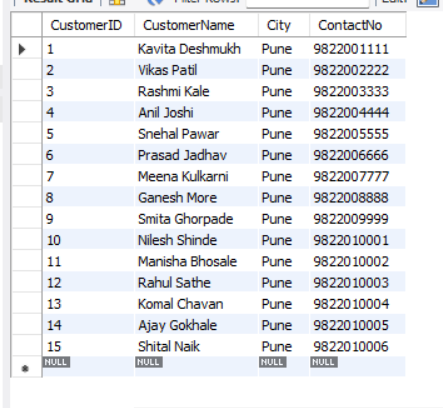 Result Grid Filter Rows: Edit:
CustomerID CustomerName City ContactNo
1 Kavita Deshmukh Pune 9822001111
2 Vikas Patil Pune 9822002222
3 Rashmi Kale Pune 9822003333
4 Anil Joshi Pune 9822004444
5 Snehal Pawar Pune 9822005555
6 Prasad Jadhav Pune 9822006666
7 Meena Kulkarni Pune 9822007777
8 Ganesh More Pune 9822008888
9 Smita Ghorpade Pune 9822009999
10 Nilesh Shinde Pune 9822010001
11 Manisha Bhosale Pune 9822010002
12 Rahul Sathe Pune 9822010003
13 Komal Chavan Pune 9822010004
14 Ajay Gokhale Pune 9822010005
15 Shital Naik Pune 9822010006
NULL NULL NULL NULL